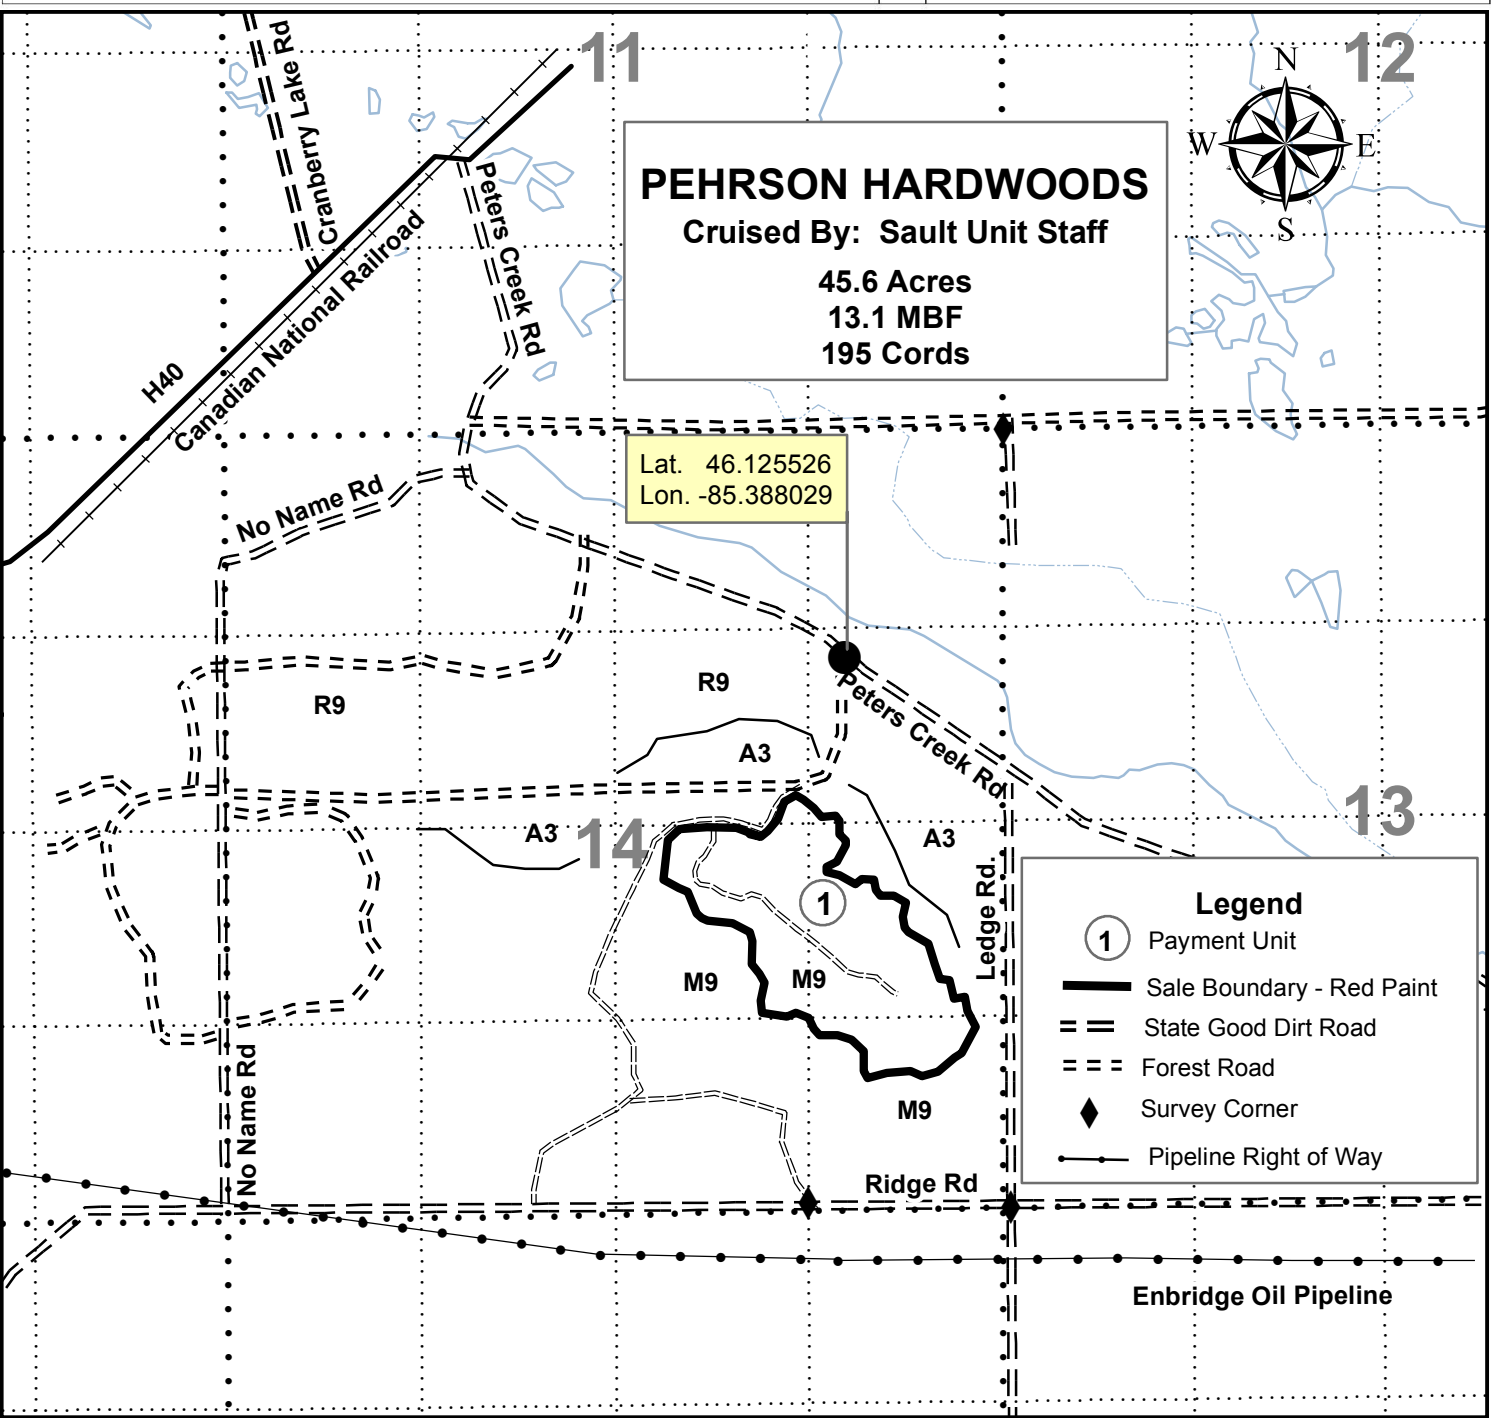 11
12
Cranberry Lake Rd
N
W
E
S
Peters Creek Rd
PEHRSON HARDWOODS
Cruised By: Sault Unit Staff
45.6 Acres
13.1 MBF
195 Cords
H40
Canadian National Railroad
Lat. 46.125526
Lon. -85.388029
No Name Rd
R9
R9
Peters Creek Rd
A3
A3
14
A3
13
1
Ledge Rd.
M9
M9
M9
No Name Rd
Ridge Rd
Legend
1 Payment Unit
Sale Boundary - Red Paint
State Good Dirt Road
Forest Road
Survey Corner
Pipeline Right of Way
Enbridge Oil Pipeline